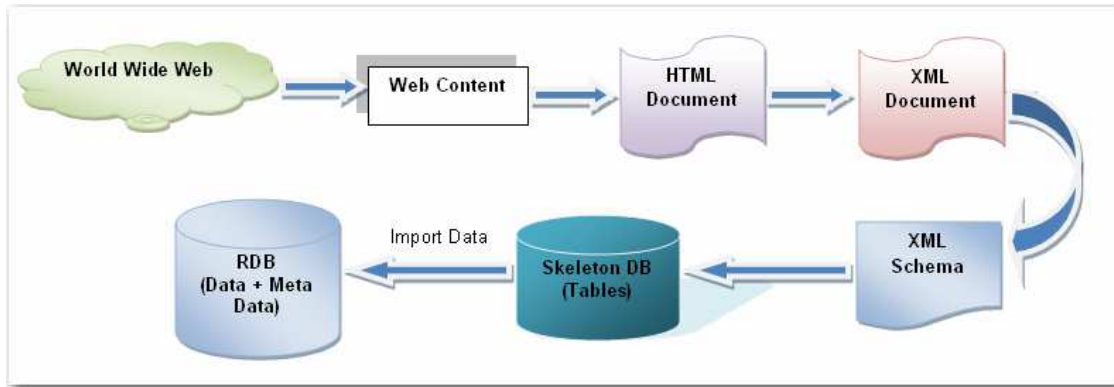 World Wide Web
Web Content
HTML
Document
XML
Document
XML
Schema
Skeleton DB
(Tables)
Import Data
RDB
(Data + Meta
Data)